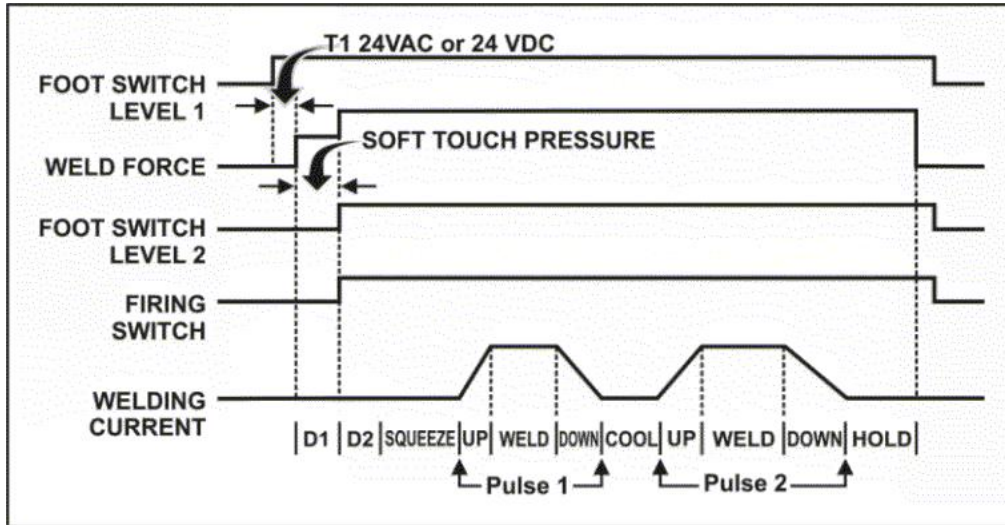 T1 24VAC or 24 VDC
FOOT SWITCH
LEVEL 1
SOFT TOUCH PRESSURE
WELD FORCE
FOOT SWITCH
LEVEL 2
FIRING
SWITCH
WELDING
CURRENT
D1 D2 SQUEEZE UP WELD DOWN COOL UP WELD DOWN HOLD
Pulse 1 Pulse 2